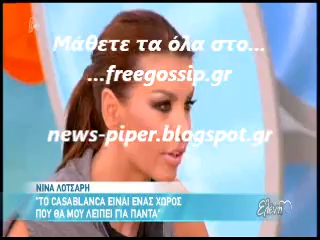 Μάθετε τα όλα στο...
...freegossip.gr
news-piper.blogspot.gr
ΝΙΝΑ ΛΟΤΣΑΡΗ
"ΤΟ CASABLANCA ΕΙΝΑΙ ΕΝΑΣ ΧΩΡΟΣ
ΠΟΥ ΘΑ ΜΟΥ ΛΕΙΠΕΙ ΓΙΑ ΠΑΝΤΑ"
Ελένη